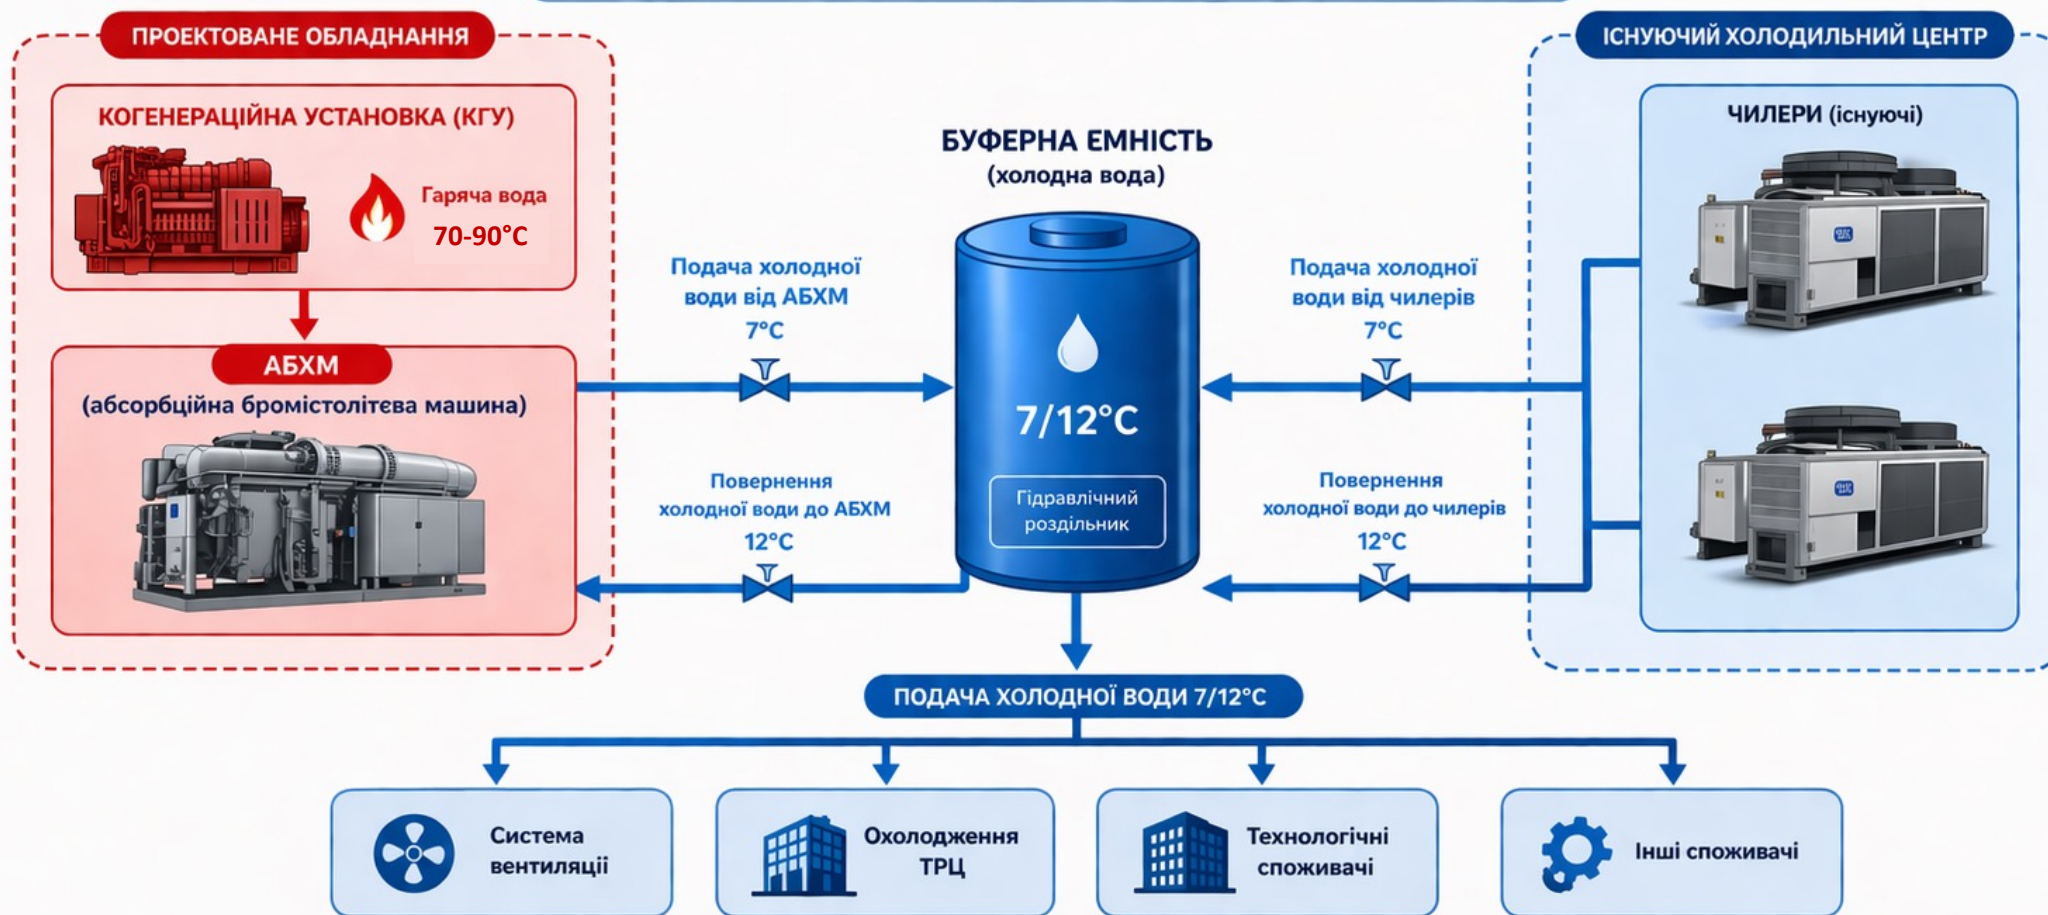 ПРОЕКТОВАНЕ ОБЛАДНАННЯ
КОГЕНЕРАЦІЙНА УСТАНОВКА (КГУ)
Гаряча вода
70-90°C
АБХМ
(абсорбційна бромістолітєва машина)
Подача холодної
води від АБХМ
7°C
Повернення
холодної води до АБХМ
12°C
БУФЕРНА ЕМНІСТЬ
(холодна вода)
7/12°C
Гідравлічний
роздільник
Подача холодної
води від чилерів
7°C
Повернення
холодної води до чилерів
12°C
ІСНУЮЧИЙ ХОЛОДИЛЬНИЙ ЦЕНТР
ЧИЛЕРИ (існуючі)
ПОДАЧА ХОЛОДНОЇ ВОДИ 7/12°C
Система
вентиляції
Охолодження
ТРЦ
Технологічні
споживачі
Інші споживачі